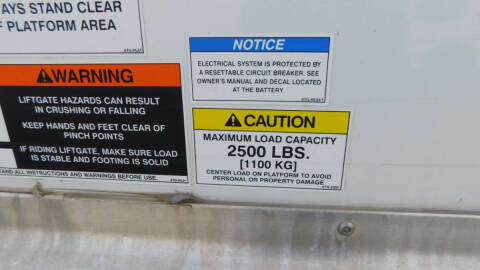 AYS STAND CLEAR
F PLATFORM AREA
NOTICE
ELECTRICAL SYSTEM IS PROTECTED BY
A RESETTABLE CIRCUIT BREAKER. SEE
OWNER'S MANUAL AND DECAL LOCATED
AT THE BATTERY.
WARNING
LIFTGATE HAZARDS CAN RESULT
IN CRUSHING OR FALLING
KEEP HANDS AND FEET CLEAR OF
PINCH POINTS
IF RIDING LIFTGATE, MAKE SURE LOAD
IS STABLE AND FOOTING IS SOLID
TAND ALL INSTRUCTIONS AND WARNINGS BEFORE USE.
CAUTION
MAXIMUM LOAD CAPACITY
2500 LBS.
[1100 KG]
CENTER LOAD ON PLATFORM TO AVOID
PERSONAL OR PROPERTY DAMAGE